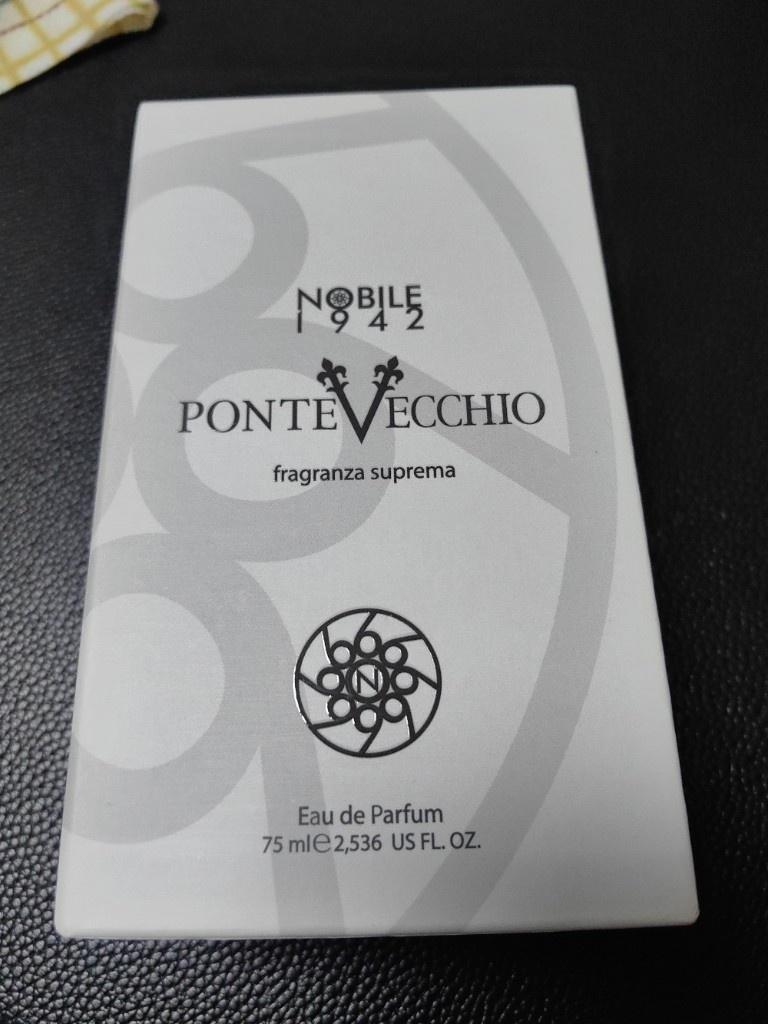 NOBILE
1942
PONTEVECCHIO
fragranza suprema
N
Eau de Parfum
75 ml ℮ 2,536 US FL. OZ.